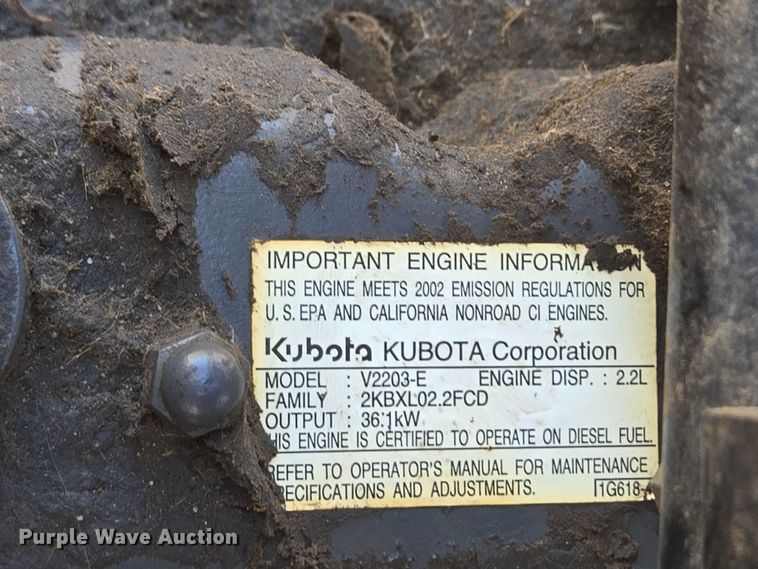 IMPORTANT ENGINE INFORMATION
THIS ENGINE MEETS 2002 EMISSION REGULATIONS FOR
U.S. EPA AND CALIFORNIA NONROAD CI ENGINES.
Kubota KUBOTA Corporation
MODEL : V2203-E ENGINE DISP. : 2.2L
FAMILY : 2KBXL02.2FCD
OUTPUT : 36.1kW
HIS ENGINE IS CERTIFIED TO OPERATE ON DIESEL FUEL.
REFER TO OPERATOR'S MANUAL FOR MAINTENANCE
PECIFICATIONS AND ADJUSTMENTS. 1G618-
Purple Wave Auction